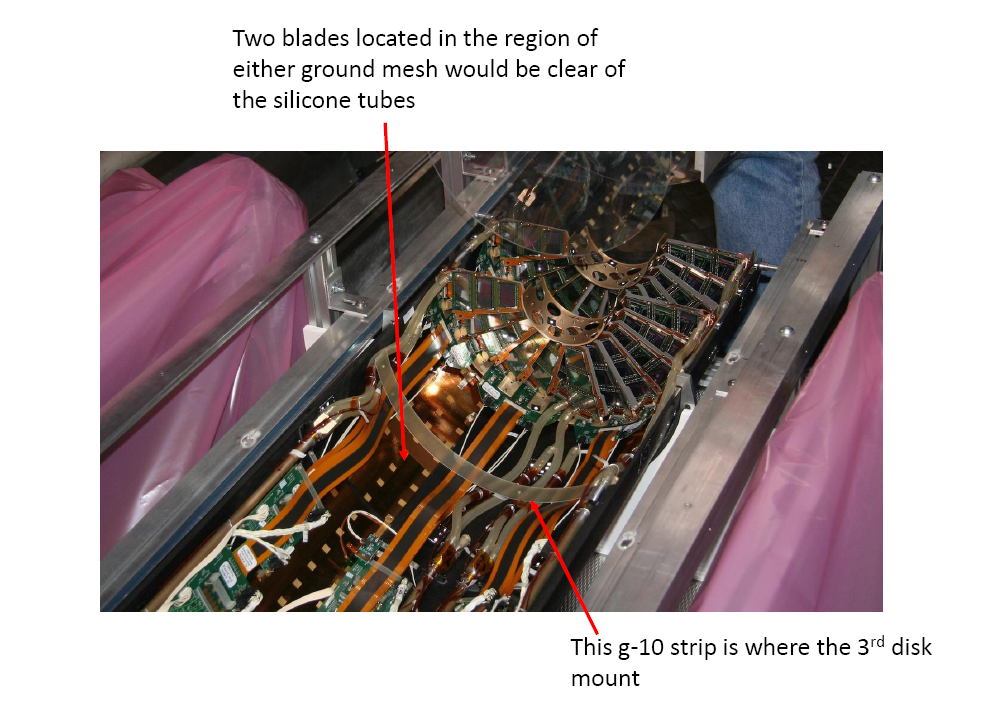 Two blades located in the region of
either ground mesh would be clear of
the silicone tubes
This g-10 strip is where the 3rd disk
mount